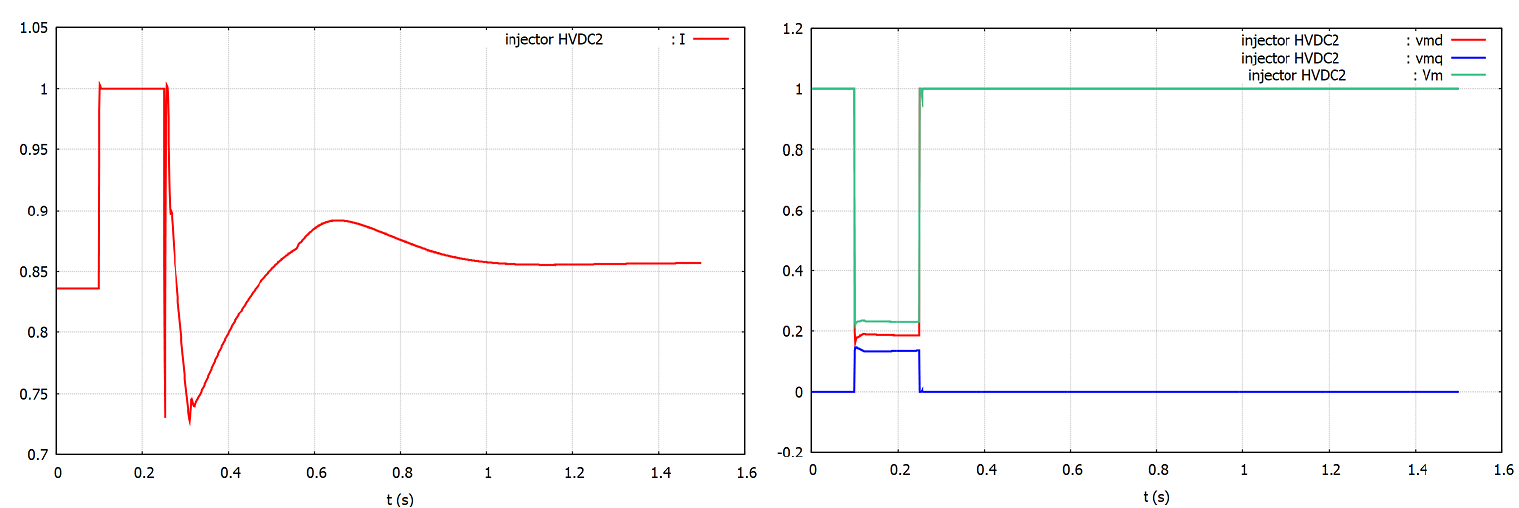 1.05
1
0.95
0.9
0.85
0.8
0.75
0.7
0 0.2 0.4 0.6 0.8 1 1.2 1.4 1.6
t (s)
injector HVDC2 : I
1.2
1
0.8
0.6
0.4
0.2
0
-0.2
0 0.2 0.4 0.6 0.8 1 1.2 1.4 1.6
t (s)
injector HVDC2 : vmd
injector HVDC2 : vmq
injector HVDC2 : Vm